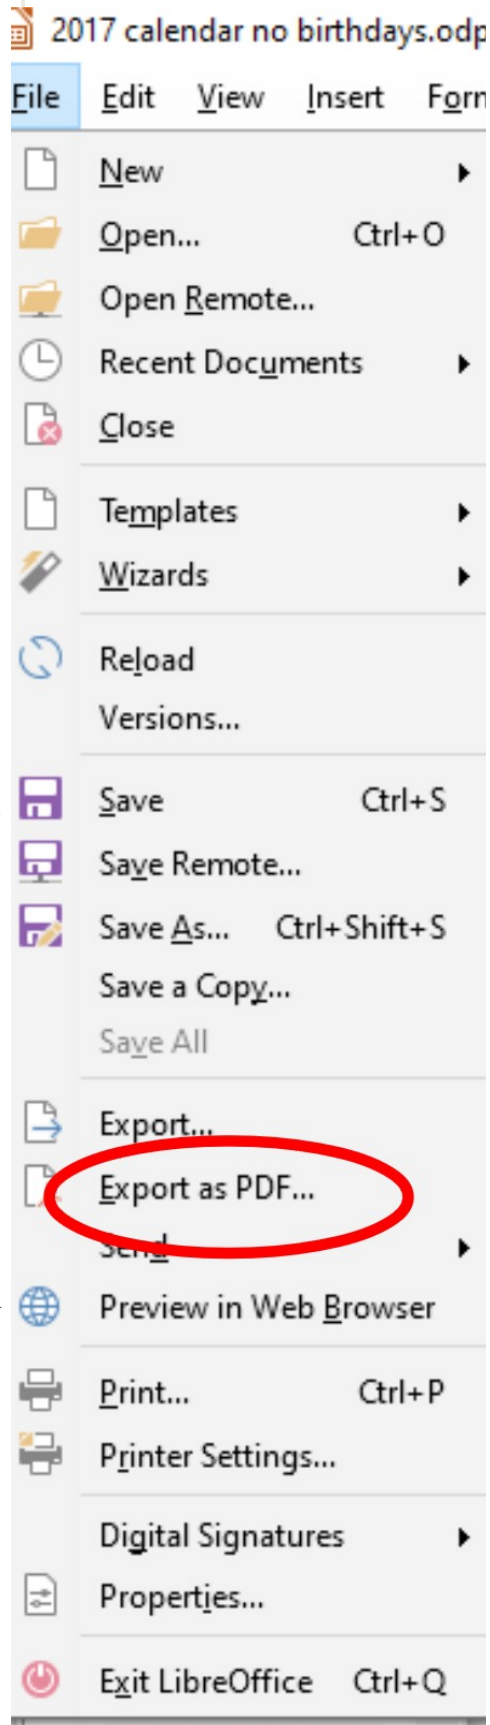 2017 calendar no birthdays.odp
File Edit View Insert Form
New
Open... Ctrl+O
Open Remote...
Recent Documents
Close
Templates
Wizards
Reload
Versions...
Save Ctrl+S
Save Remote...
Save As... Ctrl+Shift+S
Save a Copy...
Save All
Export...
Export as PDF...
Send
Preview in Web Browser
Print... Ctrl+P
Printer Settings...
Digital Signatures
Properties...
Exit LibreOffice Ctrl+Q